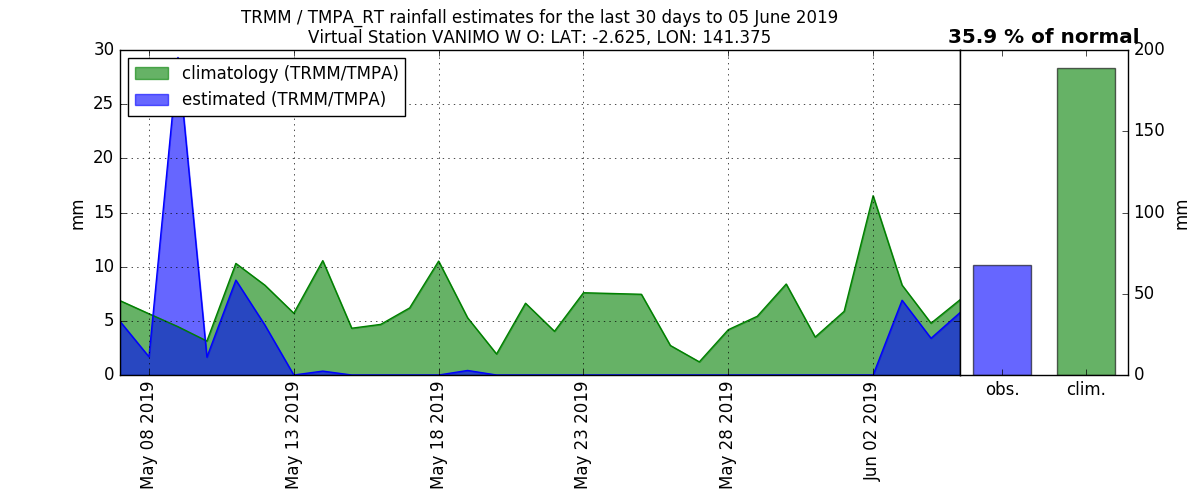 TRMM / TMPA_RT rainfall estimates for the last 30 days to 05 June 2019
Virtual Station VANIMO W O: LAT: -2.625, LON: 141.375
35.9 % of normal
climatology (TRMM/TMPA)
estimated (TRMM/TMPA)
30
25
20
15
10
5
0
mm
May 08 2019
May 13 2019
May 18 2019
May 23 2019
May 28 2019
Jun 02 2019
obs.
clim.
200
150
100
50
0
mm